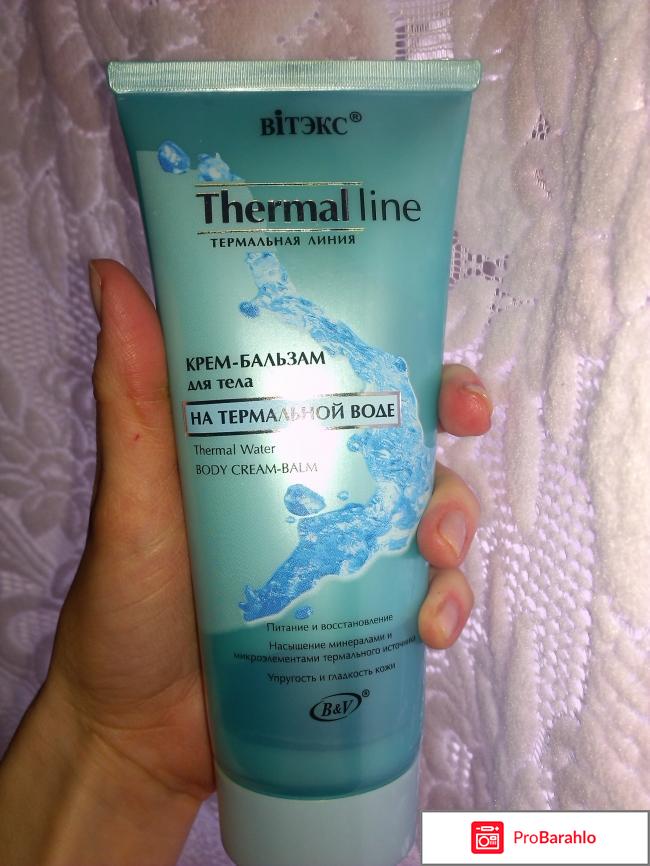 ВіТЭКС®
Thermal line
ТЕРМАЛЬНАЯ ЛИНИЯ
КРЕМ-БАЛЬЗАМ
для тела
НА ТЕРМАЛЬНОЙ ВОДЕ
Thermal Water
BODY CREAM-BALM
Питание и восстановление
Насыщение минералами и
микроэлементами термального источника
Упругость и гладкость кожи
B&V®
ProBarahlo